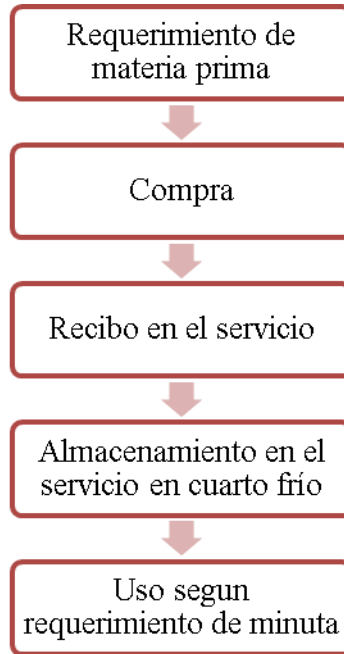 Requerimiento de
materia prima
Compra
Recibo en el servicio
Almacenamiento en el
servicio en cuarto frío
Uso segun
requerimiento de minuta